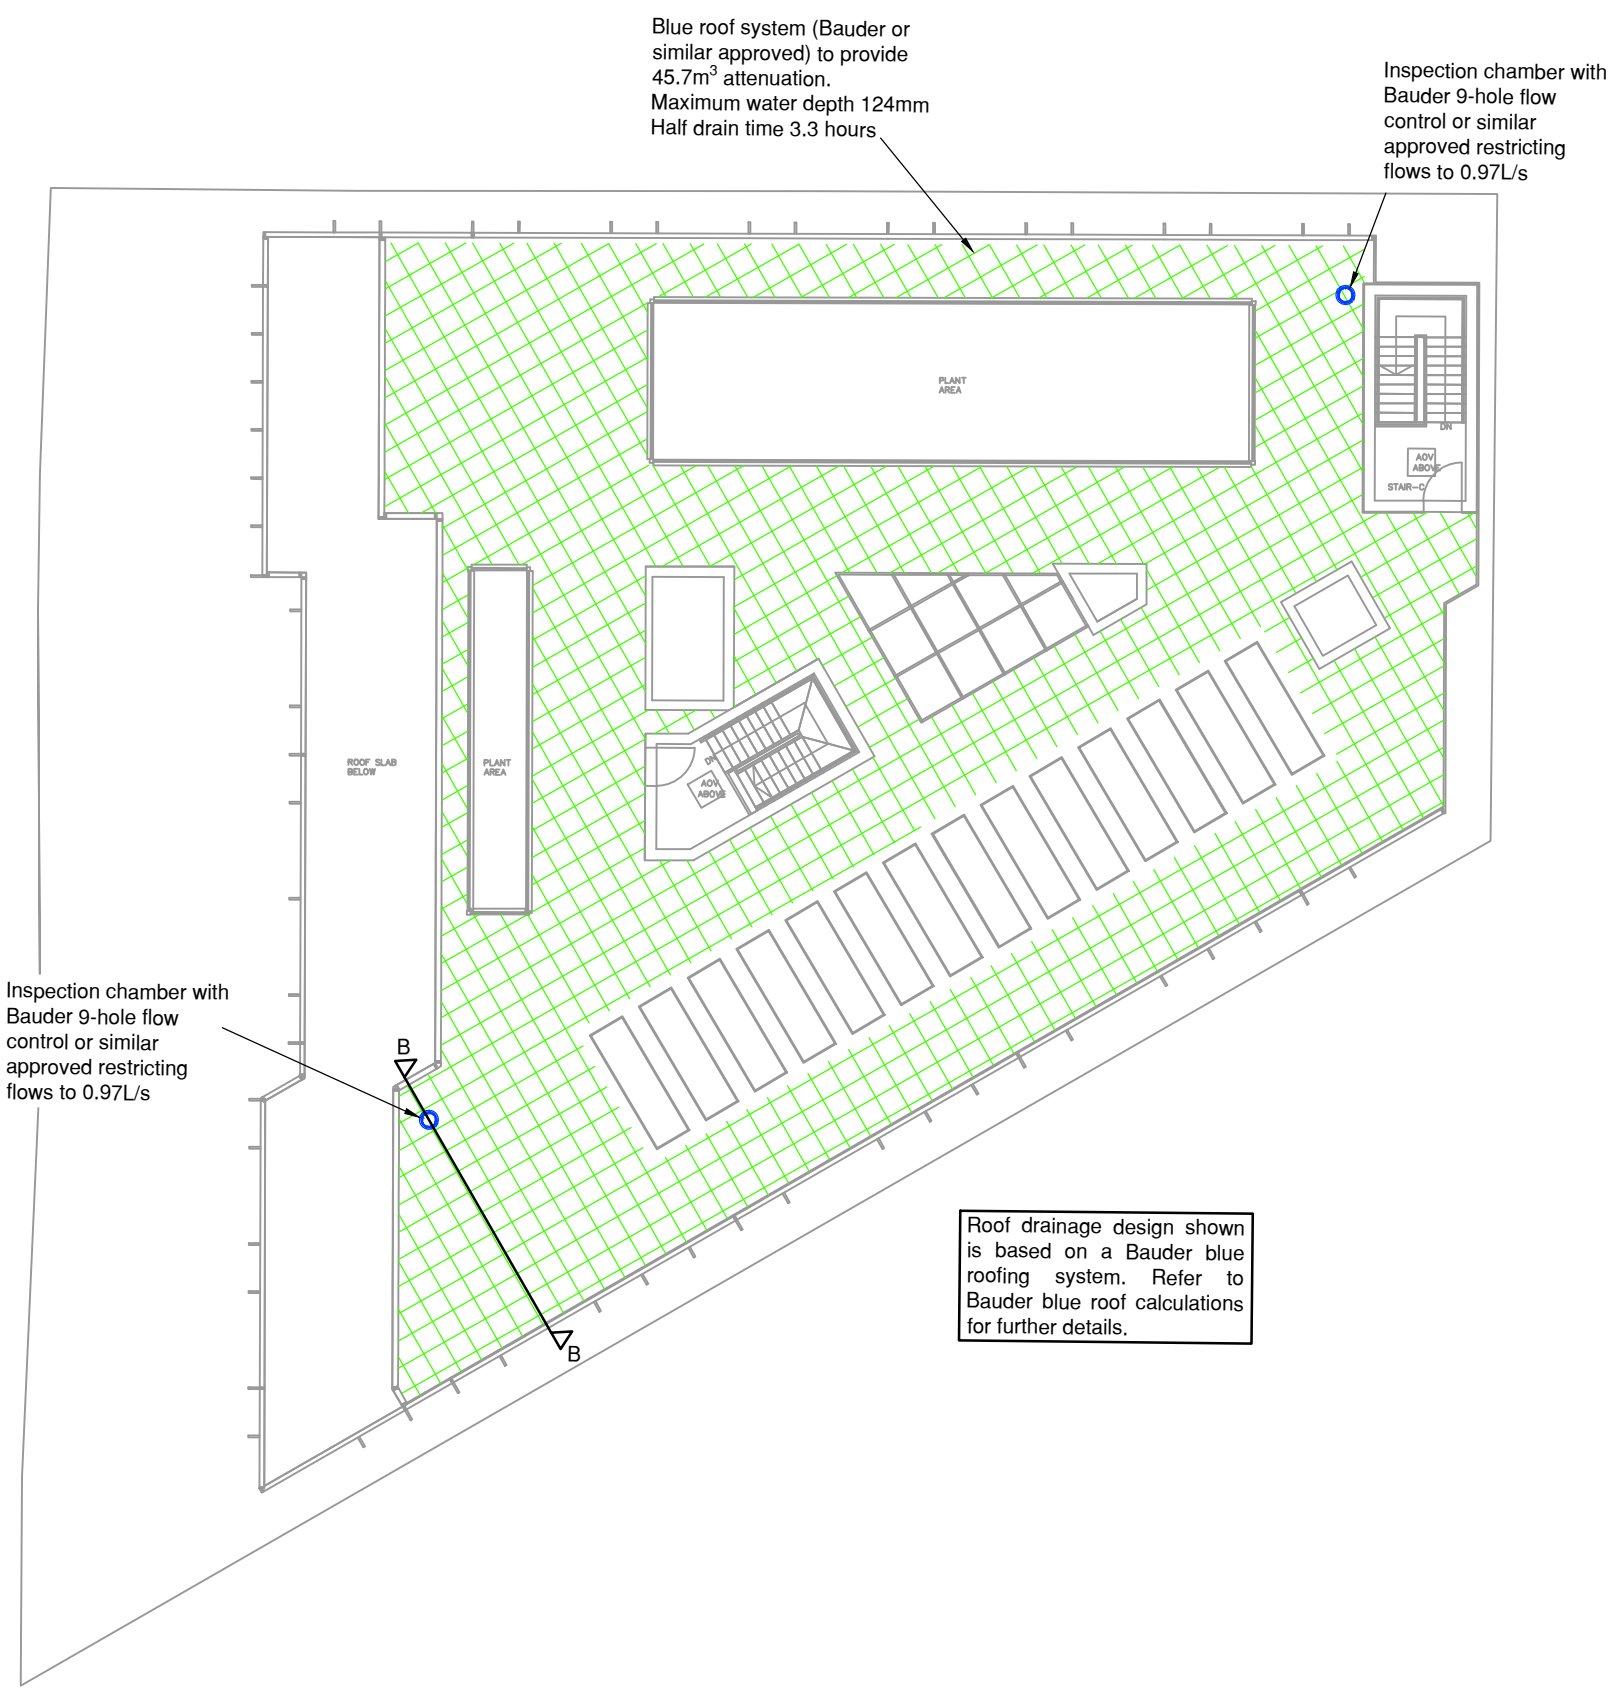 Blue roof system (Bauder or
similar approved) to provide
45.7m³ attenuation.
Maximum water depth 124mm
Half drain time 3.3 hours
Inspection chamber with
Bauder 9-hole flow
control or similar
approved restricting
flows to 0.97L/s
PLANT
AREA
DN
AOV
ABOVE
STAIR-C
ROOF SLAB
BELOW
PLANT
AREA
DN
AOV
ABOVE
Inspection chamber with
Bauder 9-hole flow
control or similar
approved restricting
flows to 0.97L/s
B
B
Roof drainage design shown
is based on a Bauder blue
roofing system. Refer to
Bauder blue roof calculations
for further details.